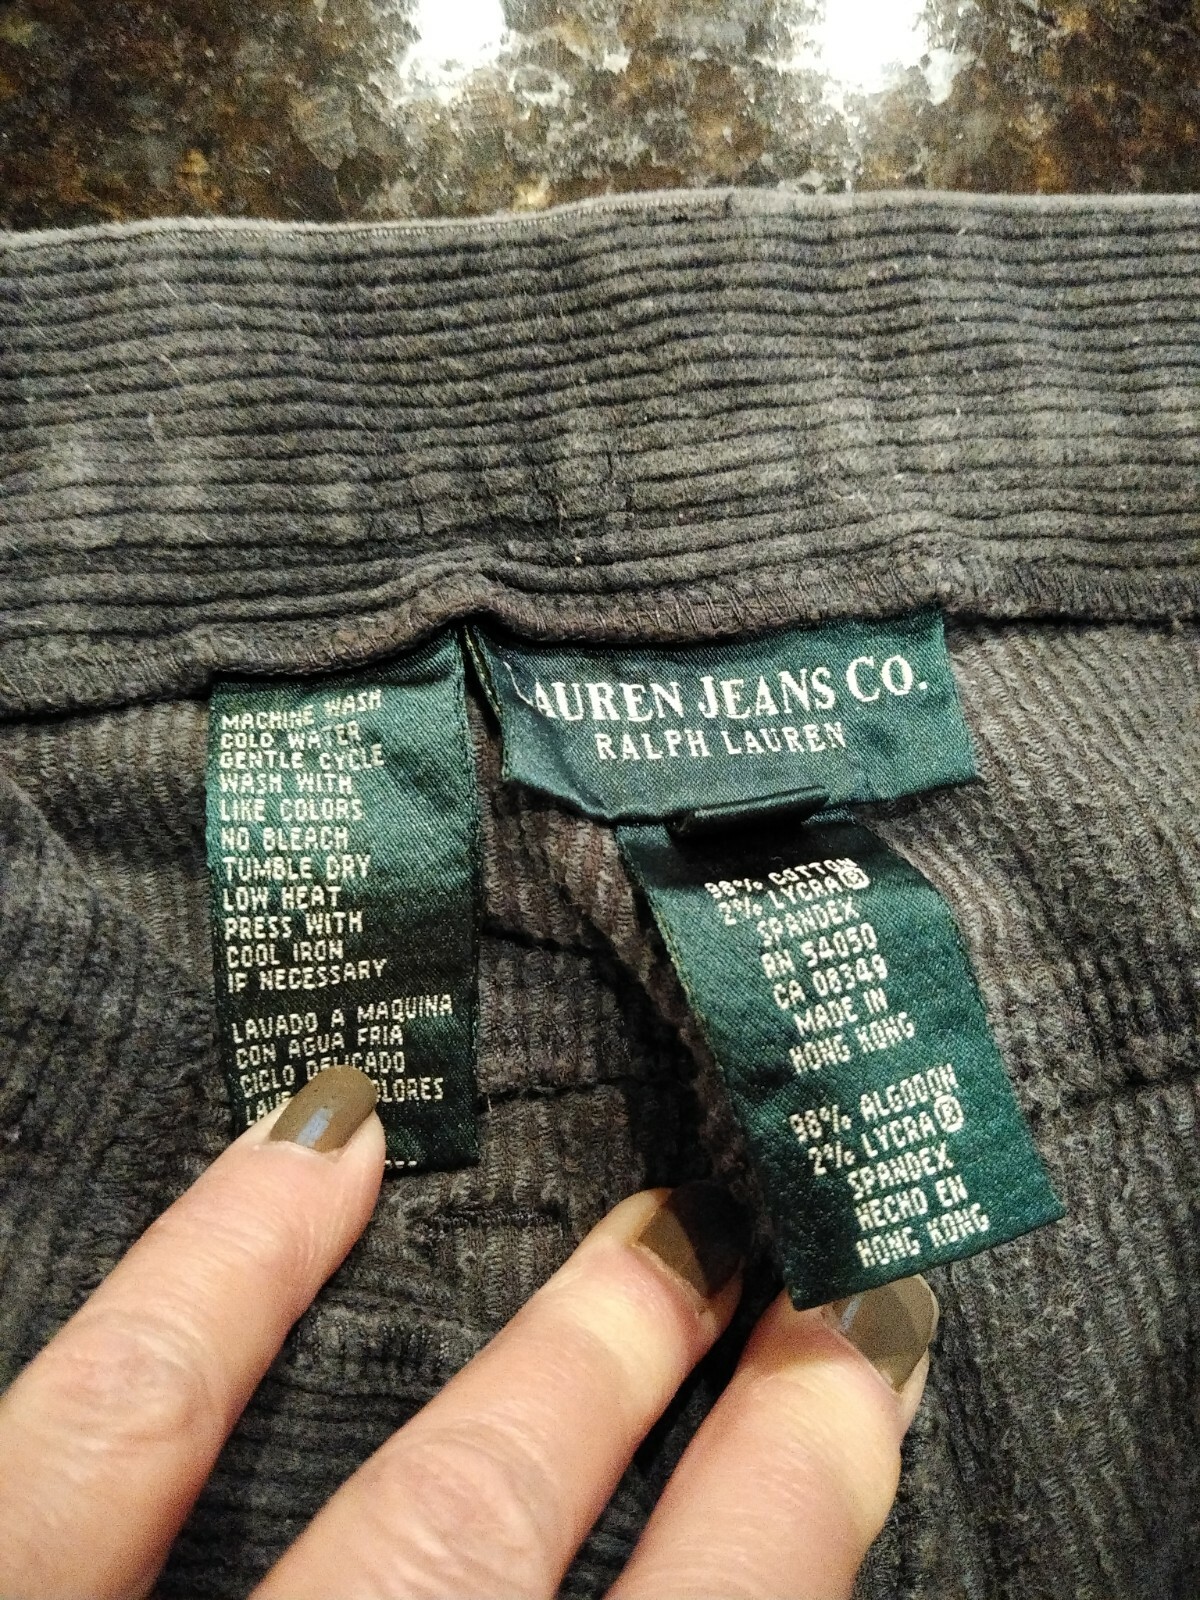 MACHINE WASH
COLD WATER
GENTLE CYCLE
WASH WITH
LIKE COLORS
NO BLEACH
TUMBLE DRY
LOW HEAT
PRESS WITH
COOL IRON
IF NECESSARY
LAVADO A MAQUINA
CON AGUA FRIA
CICLO DELICADO
LAUREN JEANS CO.
RALPH LAUREN
98% COTTON
2% LYCRA®
SPANDEX
RN 54050
CA 08349
MADE IN
HONG KONG
98% ALGODON
2% LYCRA®
SPANDEX
HECHO EN
HONG KONG